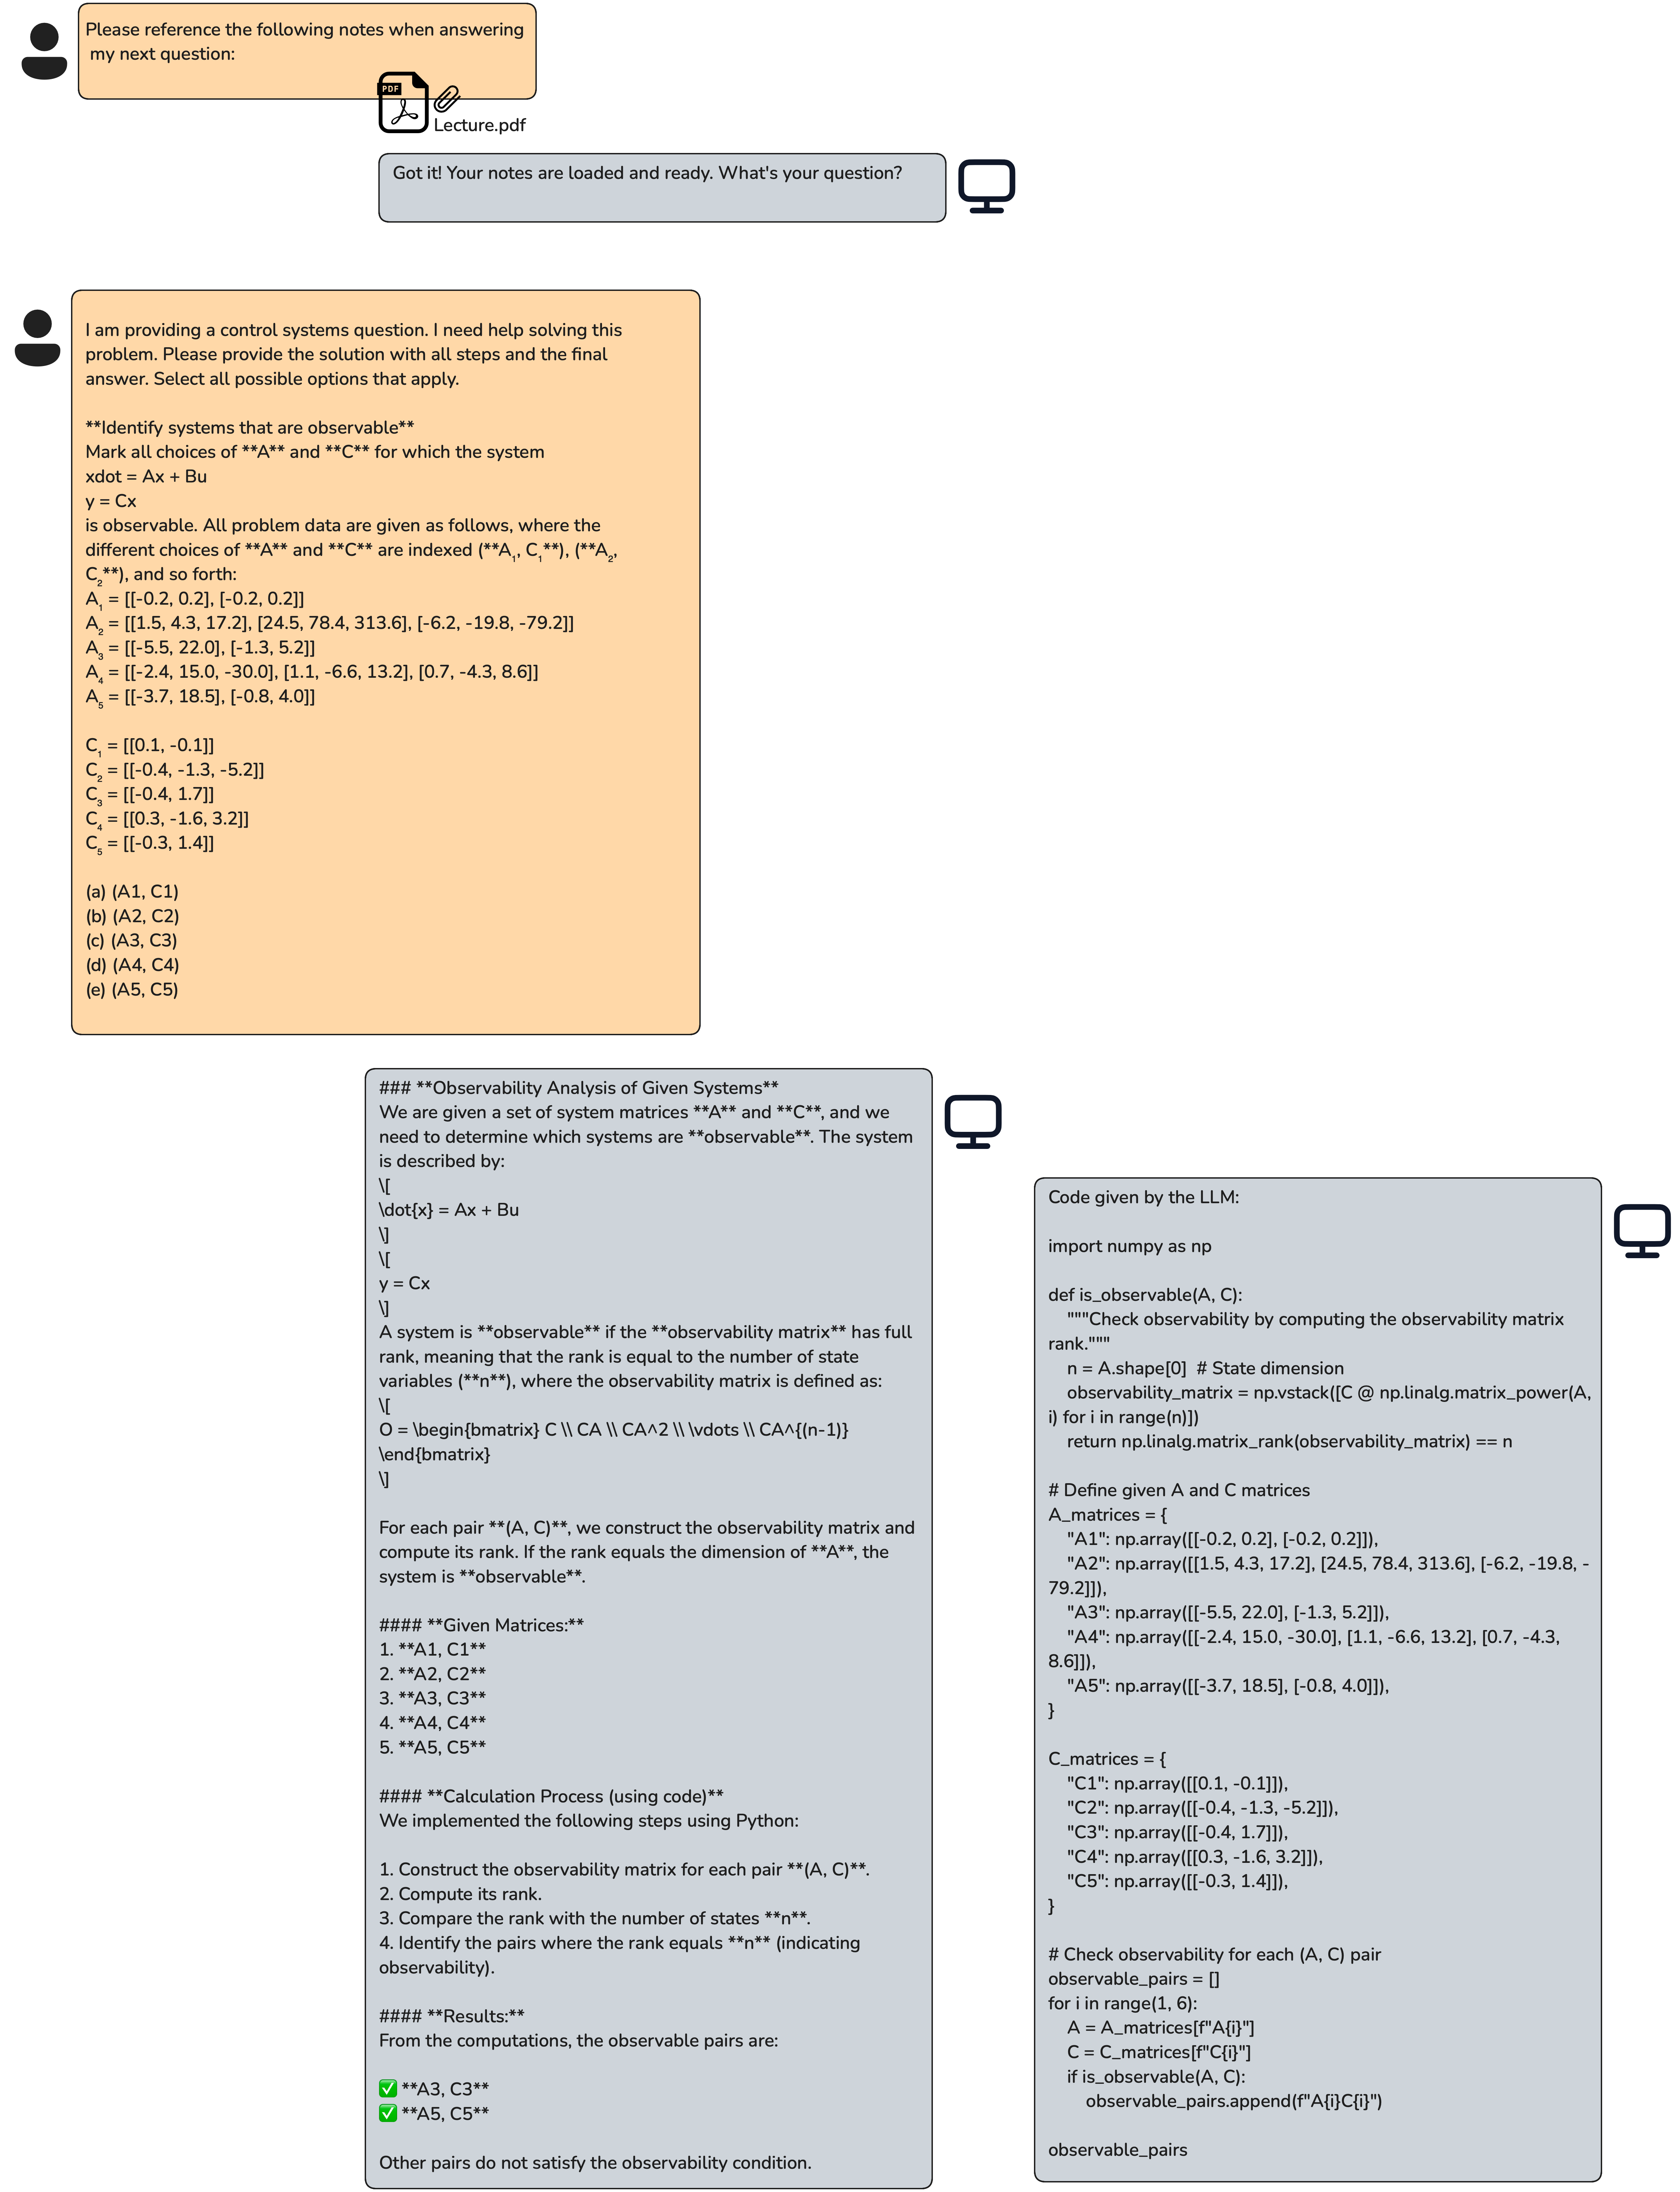 Please reference the following notes when answering
my next question:
PDF
Lecture.pdf
Got it! Your notes are loaded and ready. What's your question?
I am providing a control systems question. I need help solving this
problem. Please provide the solution with all steps and the final
answer. Select all possible options that apply.
**Identify systems that are observable**
Mark all choices of **A** and **C** for which the system
xdot = Ax + Bu
y = Cx
is observable. All problem data are given as follows, where the
different choices of **A** and **C** are indexed (**A₁, C₁**), (**A₂,
C₂**), and so forth:
A₁ = [[-0.2, 0.2], [-0.2, 0.2]]
A₂ = [[1.5, 4.3, 17.2], [24.5, 78.4, 313.6], [-6.2, -19.8, -79.2]]
A₃ = [[-5.5, 22.0], [-1.3, 5.2]]
A₄ = [[-2.4, 15.0, -30.0], [1.1, -6.6, 13.2], [0.7, -4.3, 8.6]]
A₅ = [[-3.7, 18.5], [-0.8, 4.0]]
C₁ = [[0.1, -0.1]]
C₂ = [[-0.4, -1.3, -5.2]]
C₃ = [[-0.4, 1.7]]
C₄ = [[0.3, -1.6, 3.2]]
C₅ = [[-0.3, 1.4]]
(a) (A1, C1)
(b) (A2, C2)
(c) (A3, C3)
(d) (A4, C4)
(e) (A5, C5)
### **Observability Analysis of Given Systems**
We are given a set of system matrices **A** and **C**, and we
need to determine which systems are **observable**. The system
is described by:
\[
\dot{x} = Ax + Bu
\]
\[
y = Cx
\]
A system is **observable** if the **observability matrix** has full
rank, meaning that the rank is equal to the number of state
variables (**n**), where the observability matrix is defined as:
\[
O = \begin{bmatrix} C \\ CA \\ CA^2 \\ \vdots \\ CA^{(n-1)}
\end{bmatrix}
\]
For each pair **(A, C)**, we construct the observability matrix and
compute its rank. If the rank equals the dimension of **A**, the
system is **observable**.
#### **Given Matrices:**
1. **A1, C1**
2. **A2, C2**
3. **A3, C3**
4. **A4, C4**
5. **A5, C5**
#### **Calculation Process (using code)**
We implemented the following steps using Python:
1. Construct the observability matrix for each pair **(A, C)**.
2. Compute its rank.
3. Compare the rank with the number of states **n**.
4. Identify the pairs where the rank equals **n** (indicating
observability).
#### **Results:**
From the computations, the observable pairs are:
✅ **A3, C3**
✅ **A5, C5**
Other pairs do not satisfy the observability condition.
Code given by the LLM:
import numpy as np
def is_observable(A, C):
"""Check observability by computing the observability matrix
rank."""
n = A.shape[0]  # State dimension
observability_matrix = np.vstack([C @ np.linalg.matrix_power(A,
i) for i in range(n)])
return np.linalg.matrix_rank(observability_matrix) == n
# Define given A and C matrices
A_matrices = {
"A1": np.array([[-0.2, 0.2], [-0.2, 0.2]]),
"A2": np.array([[1.5, 4.3, 17.2], [24.5, 78.4, 313.6], [-6.2, -19.8, -
79.2]]),
"A3": np.array([[-5.5, 22.0], [-1.3, 5.2]]),
"A4": np.array([[-2.4, 15.0, -30.0], [1.1, -6.6, 13.2], [0.7, -4.3,
8.6]]),
"A5": np.array([[-3.7, 18.5], [-0.8, 4.0]]),
}
C_matrices = {
"C1": np.array([[0.1, -0.1]]),
"C2": np.array([[-0.4, -1.3, -5.2]]),
"C3": np.array([[-0.4, 1.7]]),
"C4": np.array([[0.3, -1.6, 3.2]]),
"C5": np.array([[-0.3, 1.4]]),
}
# Check observability for each (A, C) pair
observable_pairs = []
for i in range(1, 6):
A = A_matrices[f"A{i}"]
C = C_matrices[f"C{i}"]
if is_observable(A, C):
observable_pairs.append(f"A{i}C{i}")
observable_pairs